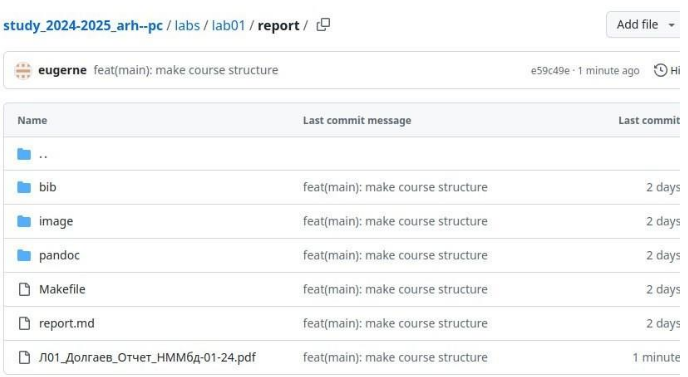 study_2024-2025_arh--pc / labs / lab01 / report /
Add file
eugerne feat(main): make course structure e59c49e · 1 minute ago Hi
Name Last commit message Last commit
..
bib feat(main): make course structure 2 days
image feat(main): make course structure 2 days
pandoc feat(main): make course structure 2 days
Makefile feat(main): make course structure 2 days
report.md feat(main): make course structure 2 days
Л01_Долгаев_Отчет_НММбд-01-24.pdf feat(main): make course structure 1 minute